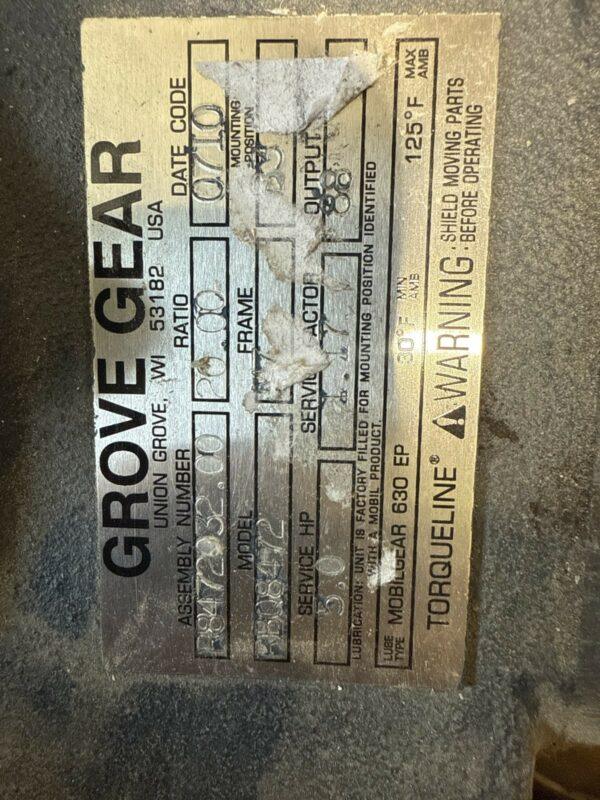 GROVE GEAR
UNION GROVE, WI 53182 USA
ASSEMBLY NUMBER RATIO DATE CODE
20.00 0710
MODEL FRAME MOUNTING POSITION
SERVICE HP SERVICE FACTOR OUTPUT
3.0 88
LUBRICATION: UNIT IS FACTORY FILLED FOR MOUNTING POSITION IDENTIFIED
WITH A MOBIL PRODUCT.
LUBE TYPE MOBILGEAR 630 EP 30°F MIN AMB 125°F MAX AMB
TORQUELINE® WARNING · SHIELD MOVING PARTS
· BEFORE OPERATING